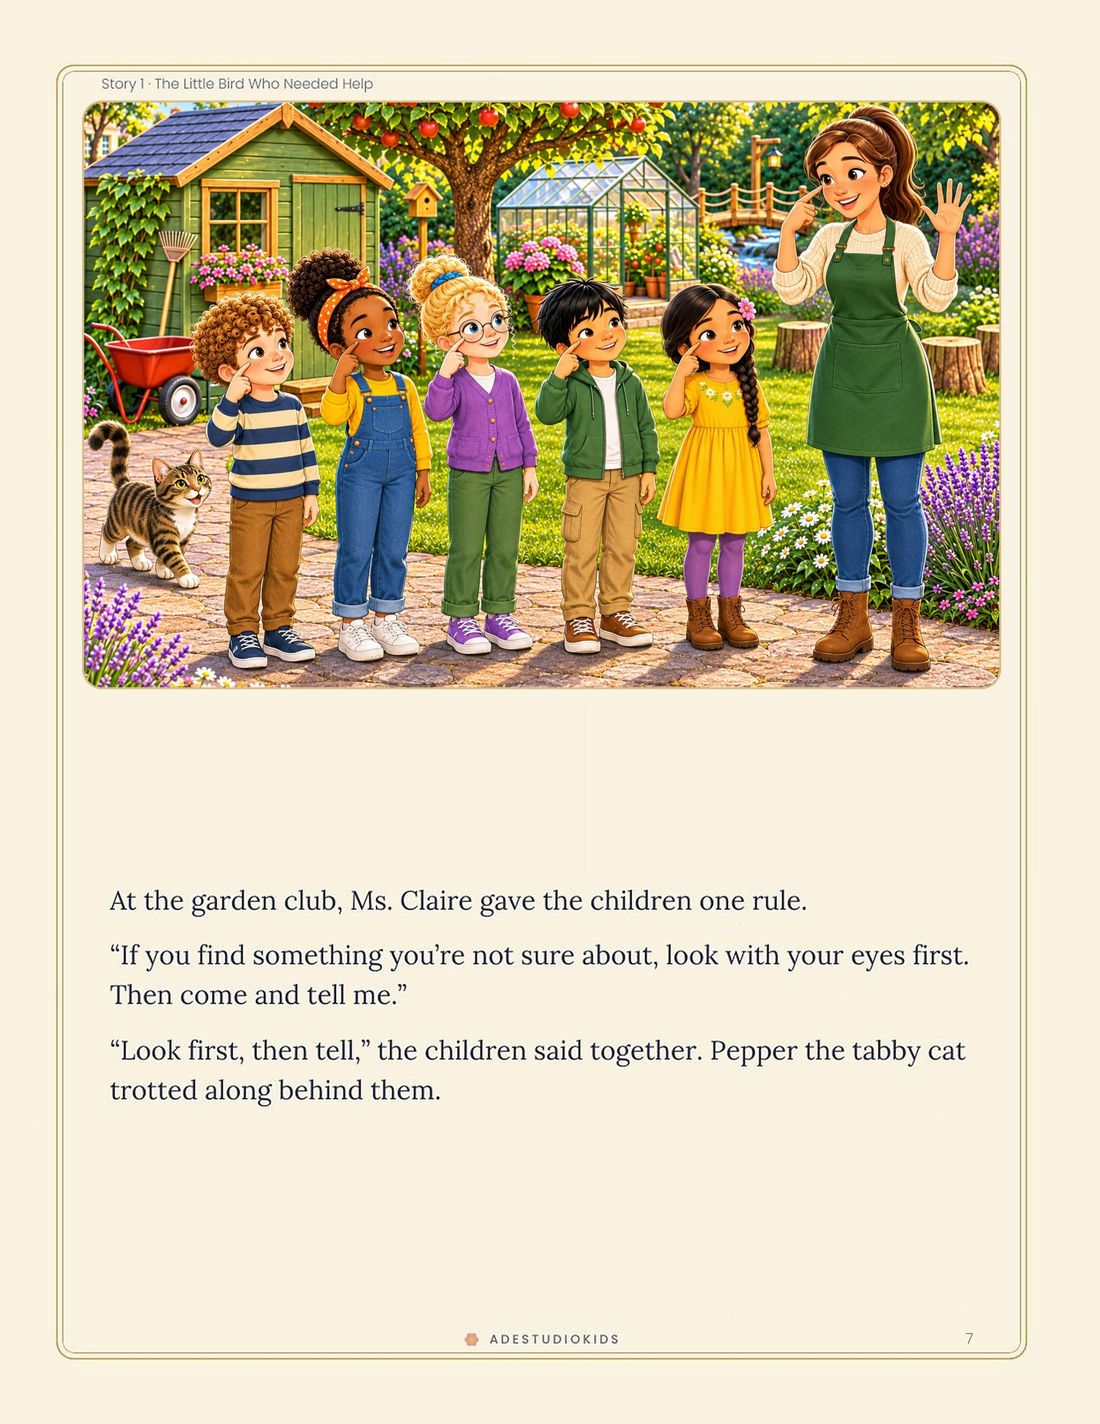 Story 1 · The Little Bird Who Needed Help
At the garden club, Ms. Claire gave the children one rule.
“If you find something you’re not sure about, look with your eyes first.
Then come and tell me.”
“Look first, then tell,” the children said together. Pepper the tabby cat
trotted along behind them.
ADESTUDIOKIDS
7